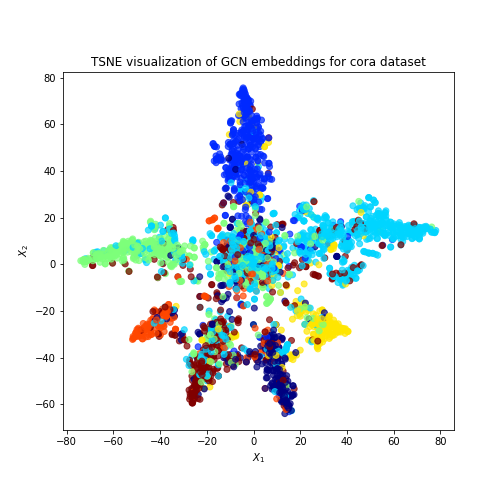 TSNE visualization of GCN embeddings for cora dataset
80
60
40
20
0
−20
−40
−60
X₂
−80 −60 −40 −20 0 20 40 60 80
X₁